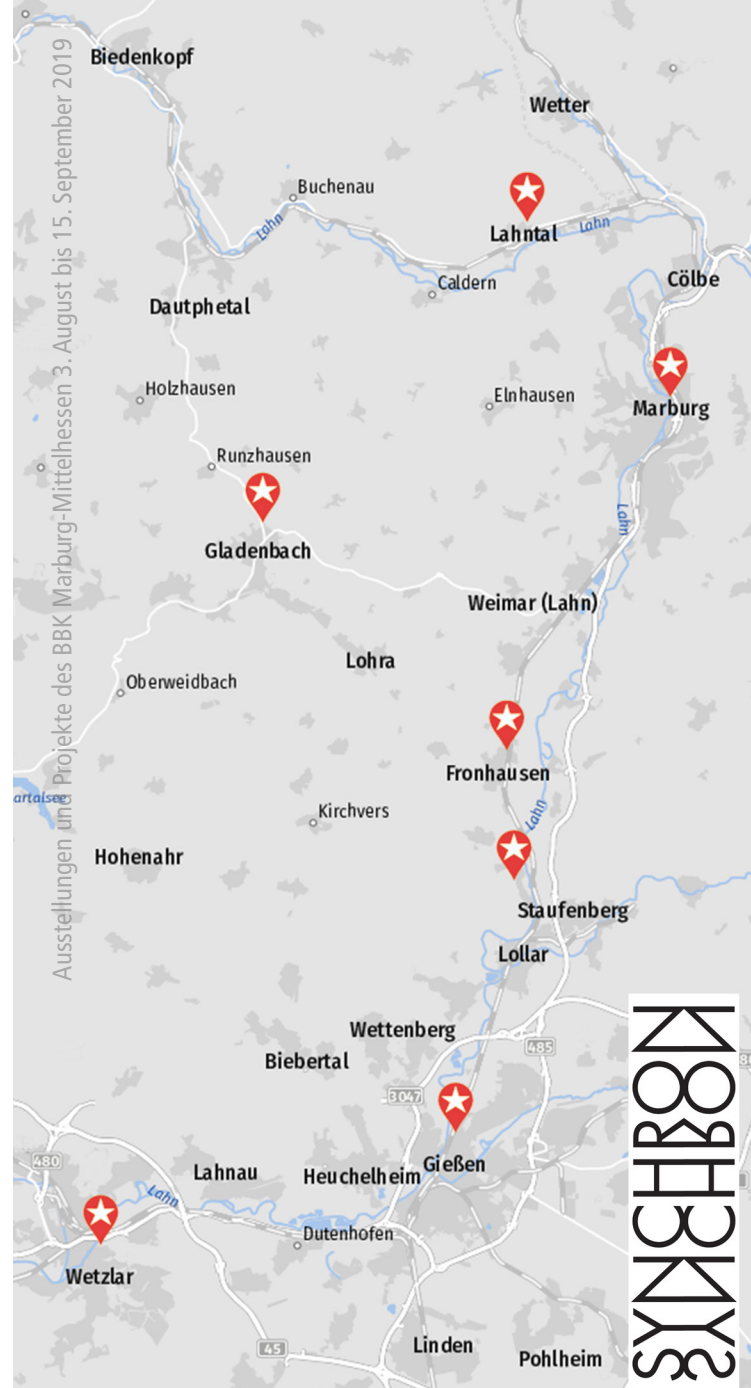 Biedenkopf
Wetter
Buchenau
Lahn
Lahntal
Lahn
Caldern
Cölbe
Dautphetal
Holzhausen
Elnhausen
Marburg
Runzhausen
Lahn
Gladenbach
Weimar (Lahn)
Lohra
Oberweidbach
Fronhausen
artalsee
Kirchvers
Lahn
Hohenahr
Staufenberg
Lollar
Wettenberg
485
Biebertal
B 047
480
Gießen
Lahnau
Heuchelheim
Lahn
Dutenhofen
Wetzlar
45
Linden
Pohlheim
Ausstellungen und Projekte des BBK Marburg-Mittelhessen 3. August bis 15. September 2019
SYNCHRON